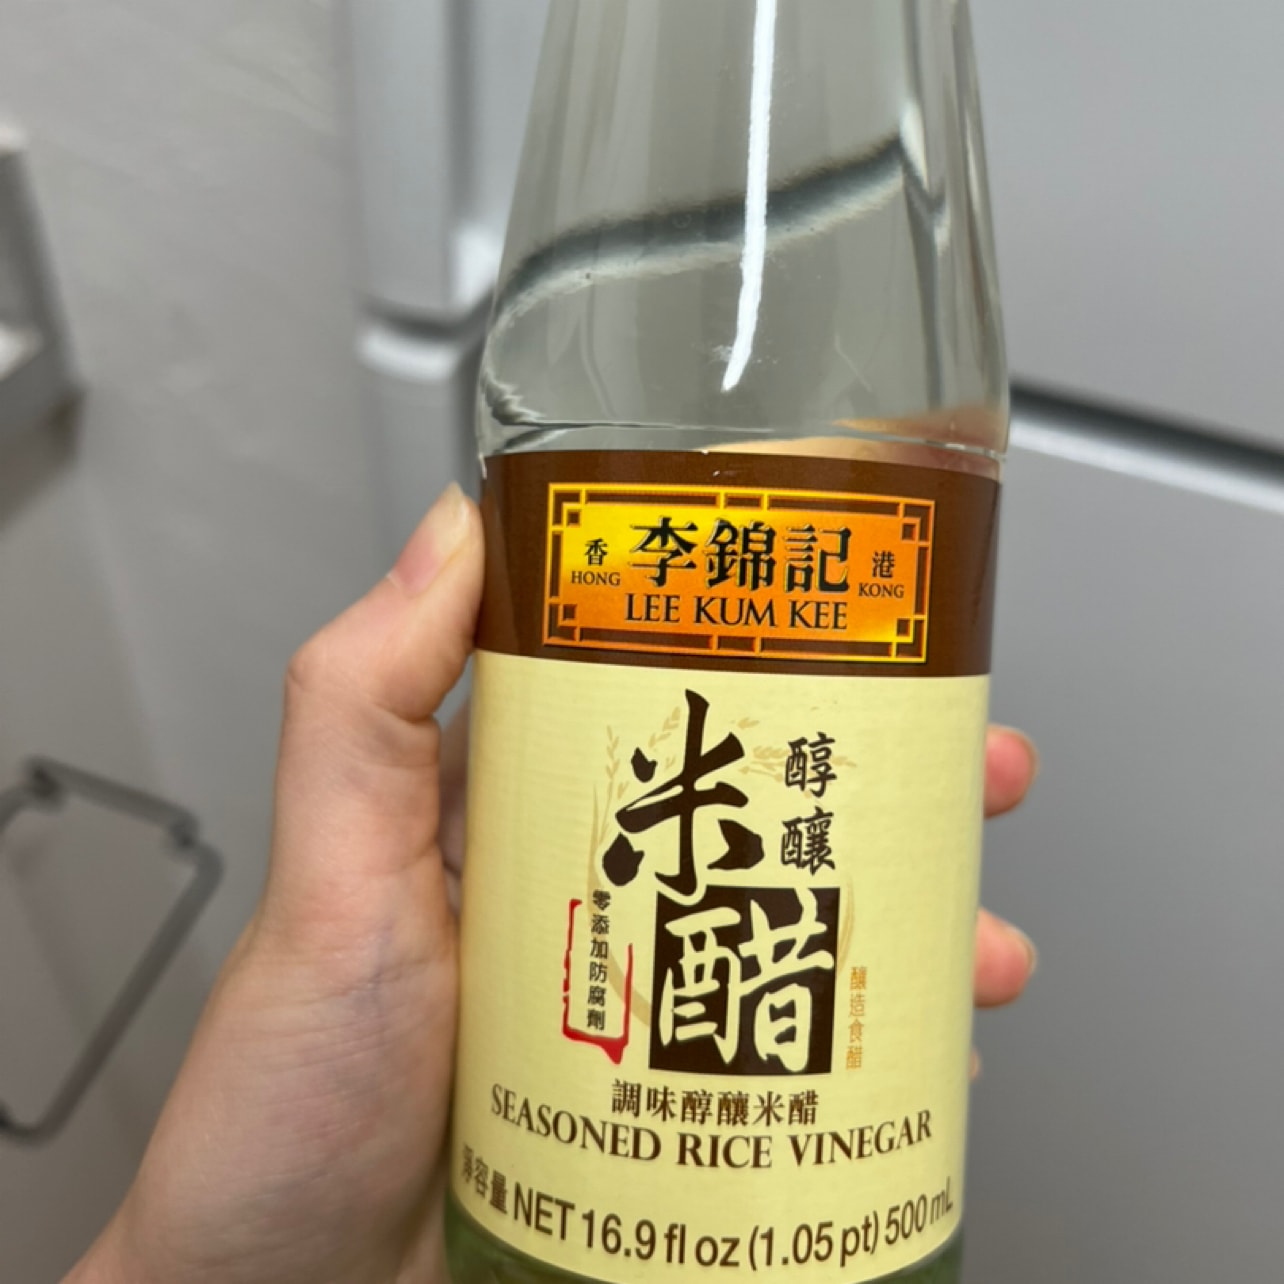 香 李錦記 港
HONG LEE KUM KEE KONG
醇釀
米醋
零添加防腐劑
釀造食醋
調味醇釀米醋
SEASONED RICE VINEGAR
淨容量 NET 16.9 fl oz (1.05 pt) 500 mL